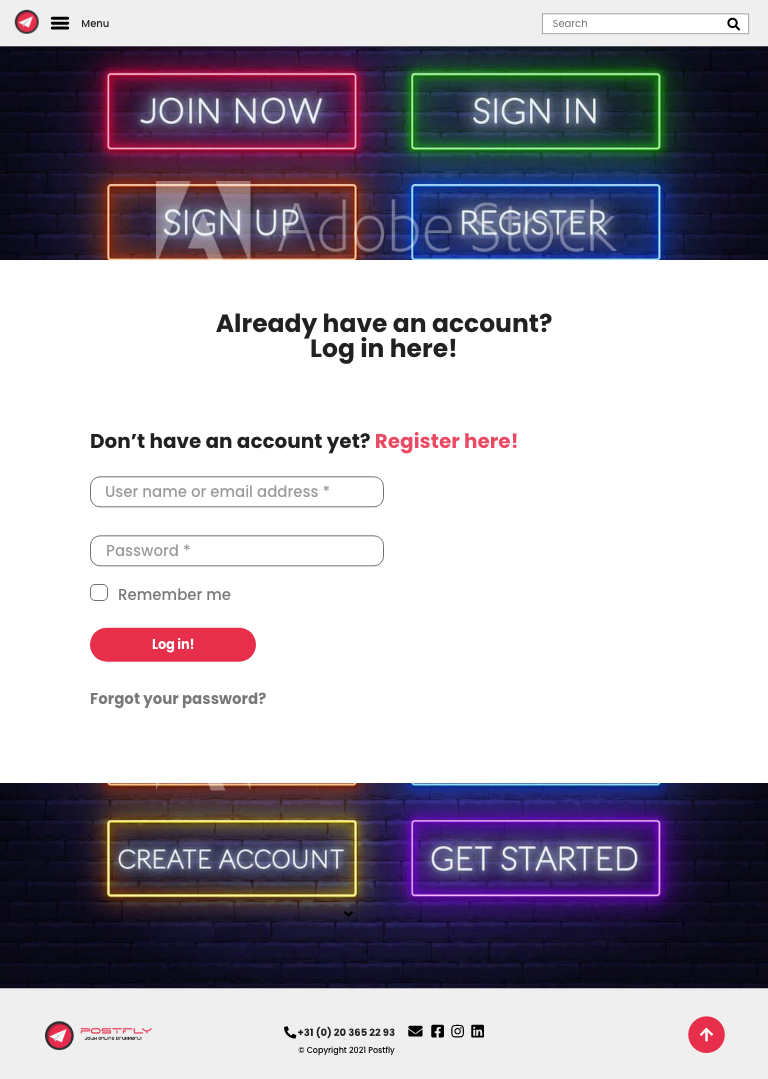 Menu
Search
JOIN NOW
SIGN IN
SIGN UP
REGISTER
Adobe Stock
Already have an account?
Log in here!
Don’t have an account yet? Register here!
User name or email address *
Password *
Remember me
Log in!
Forgot your password?
CREATE ACCOUNT
GET STARTED
POSTFLY
+31 (0) 20 365 22 93
© Copyright 2021 Postfly